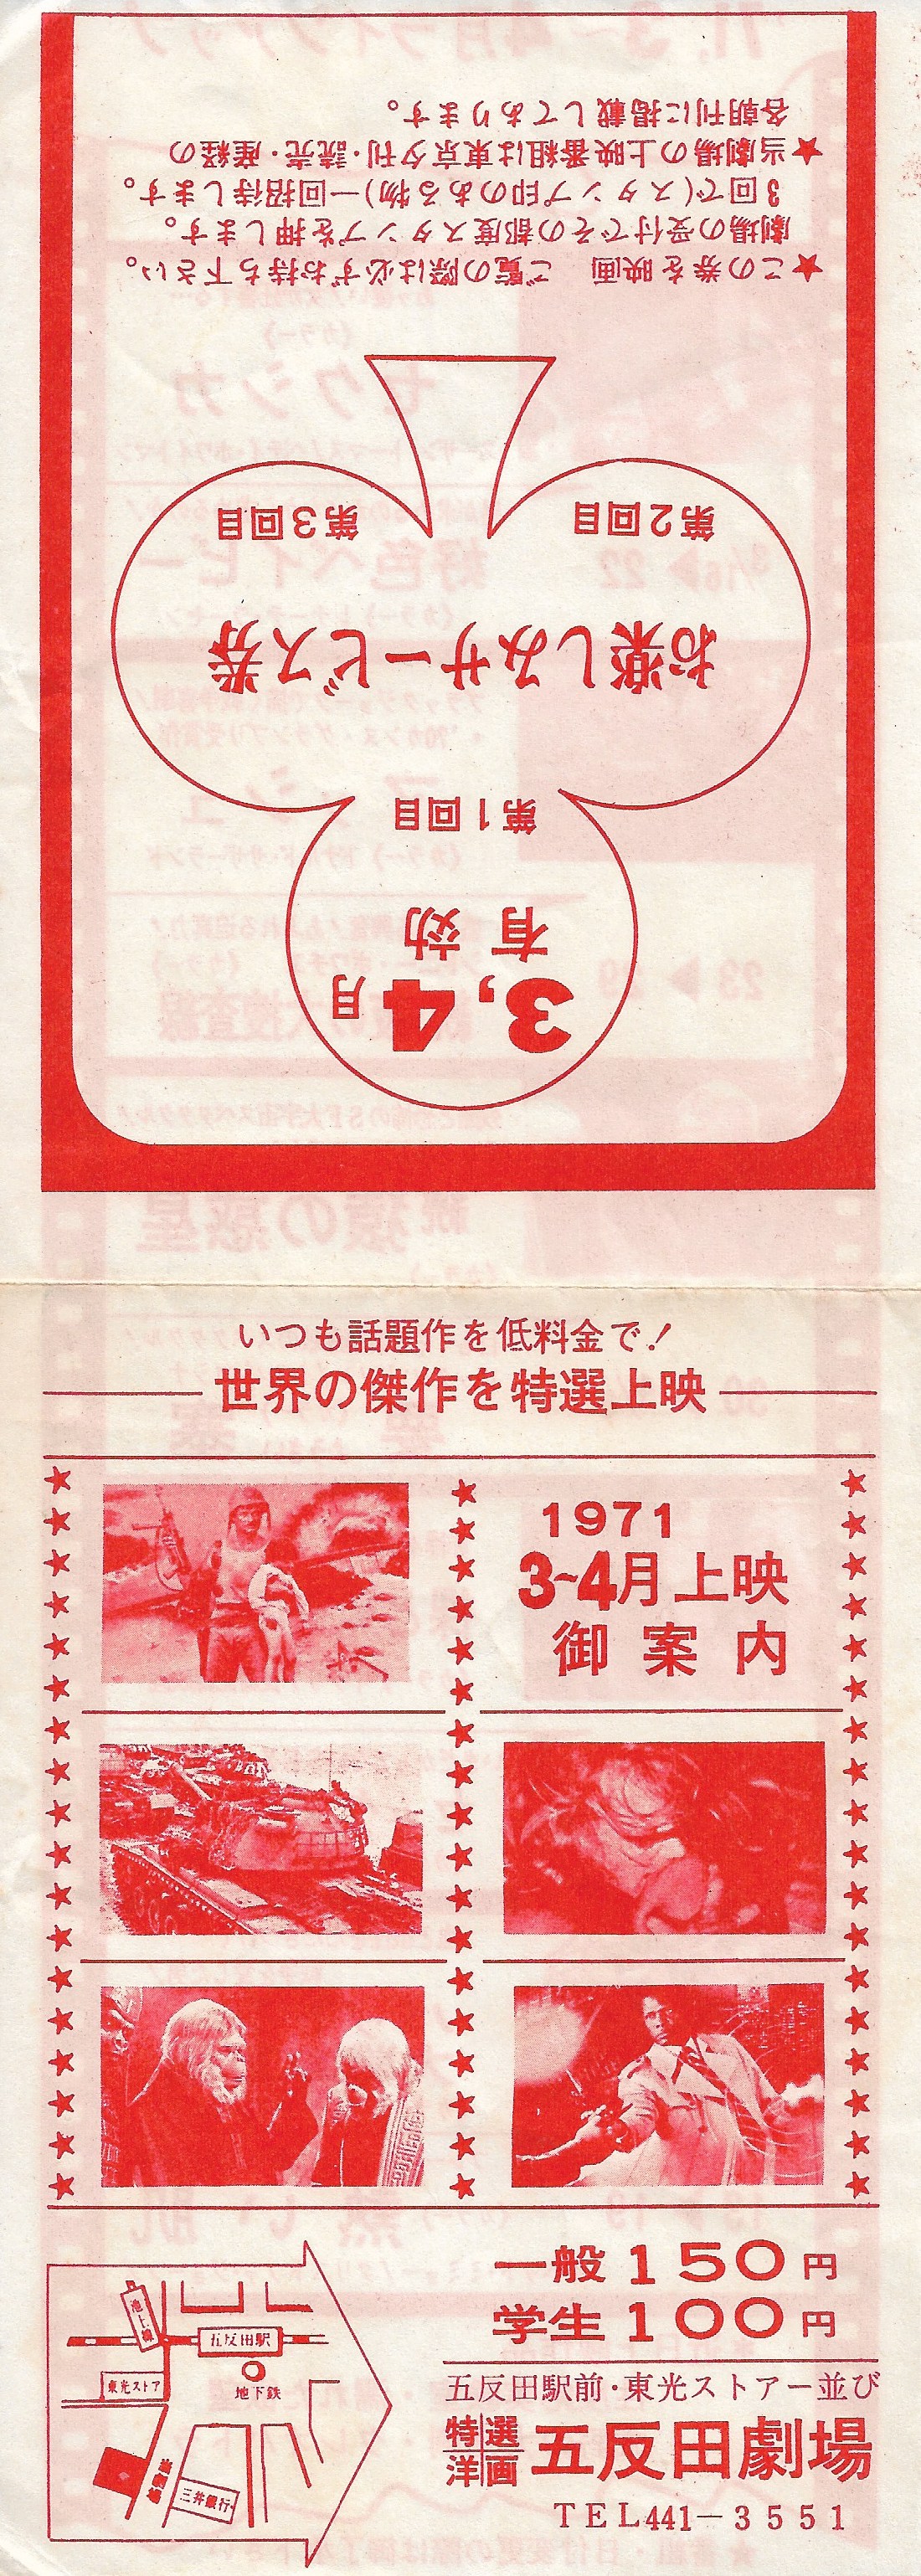 ★この券を映画 ご覧の際は必ずお持ち下さい。
劇場の受付でその都度スタンプを押します。
3回で(スタンプ印のある物)一回招待します。
★当劇場の上映番組は東京夕刊・読売・産経の
各朝刊に掲載してあります。
第2回目
第3回目
お楽しみサービス券
第1回目
有効
3,4月
いつも話題作を低料金で!
世界の傑作を特選上映
1971
3~4月上映
御案内
一般150円
学生100円
五反田駅前・東光ストアー並び
特選
洋画
五反田劇場
TEL441-3551
池上線
五反田駅
地下鉄
東光ストア
当劇場
三井銀行